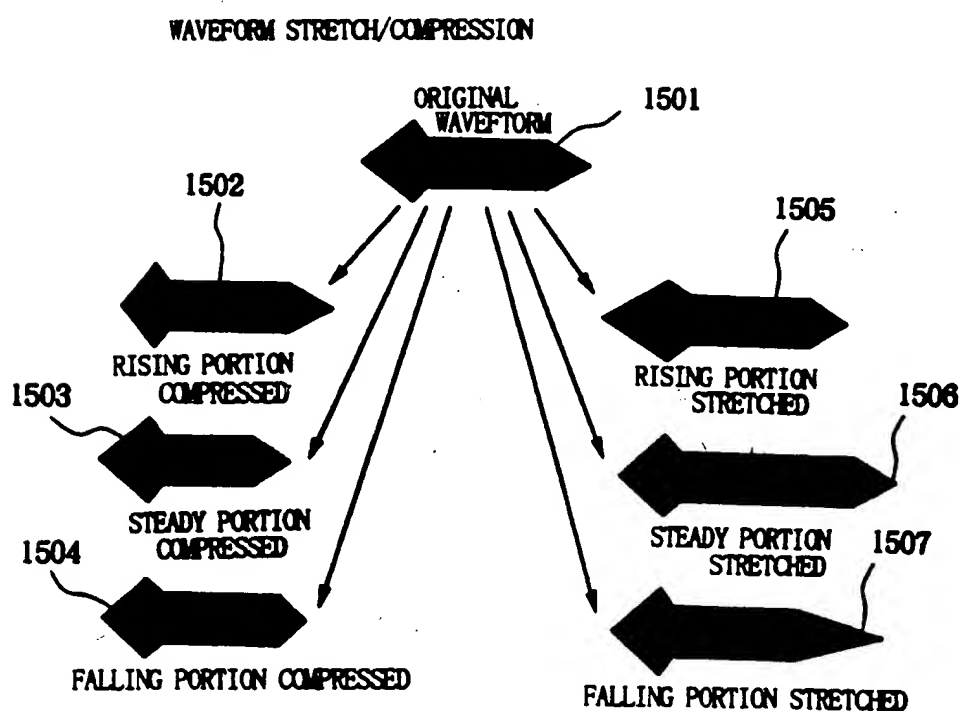 WAVEFORM STRETCH/COMPRESSION
ORIGINAL
WAVEFTORM
1501
1502
1505
RISING PORTION
COMPRESSED
RISING PORTION
STRETCHED
1503
1506
STEADY PORTION
COMPRESSED
STEADY PORTION
STRETCHED
1504
1507
FALLING PORTION COMPRESSED
FALLING PORTION STRETCHED